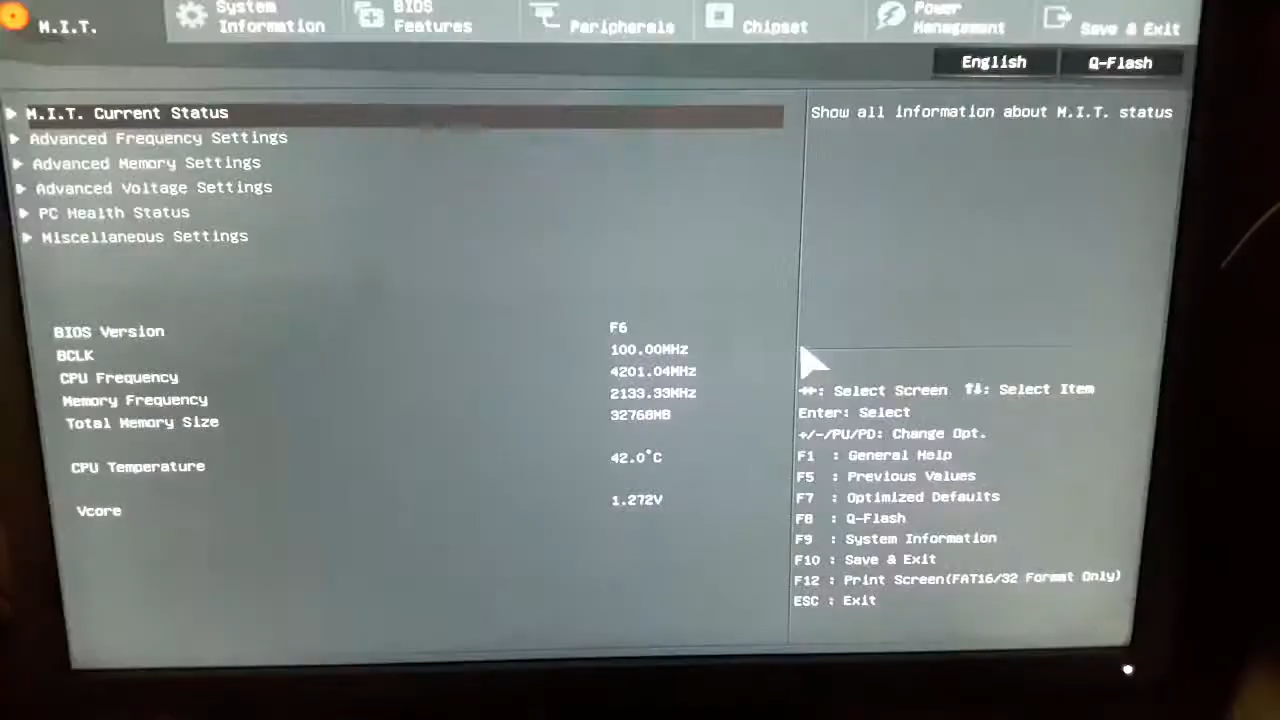 M.I.T.
System
Information
BIOS
Features
Peripherals
Chipset
Power
Management
Save & Exit
English
Q-Flash
M.I.T. Current Status
Advanced Frequency Settings
Advanced Memory Settings
Advanced Voltage Settings
PC Health Status
Miscellaneous Settings
BIOS Version F6
BCLK 100.00MHz
CPU Frequency 4201.04MHz
Memory Frequency 2133.33MHz
Total Memory Size 32768MB
CPU Temperature 42.0°C
Vcore 1.272V
Show all information about M.I.T. status
: Select Screen ↑↓: Select Item
Enter: Select
+/-/PU/PD: Change Opt.
F1 : General Help
F5 : Previous Values
F7 : Optimized Defaults
F8 : Q-Flash
F9 : System Information
F10 : Save & Exit
F12 : Print Screen(FAT16/32 Format Only)
ESC : Exit